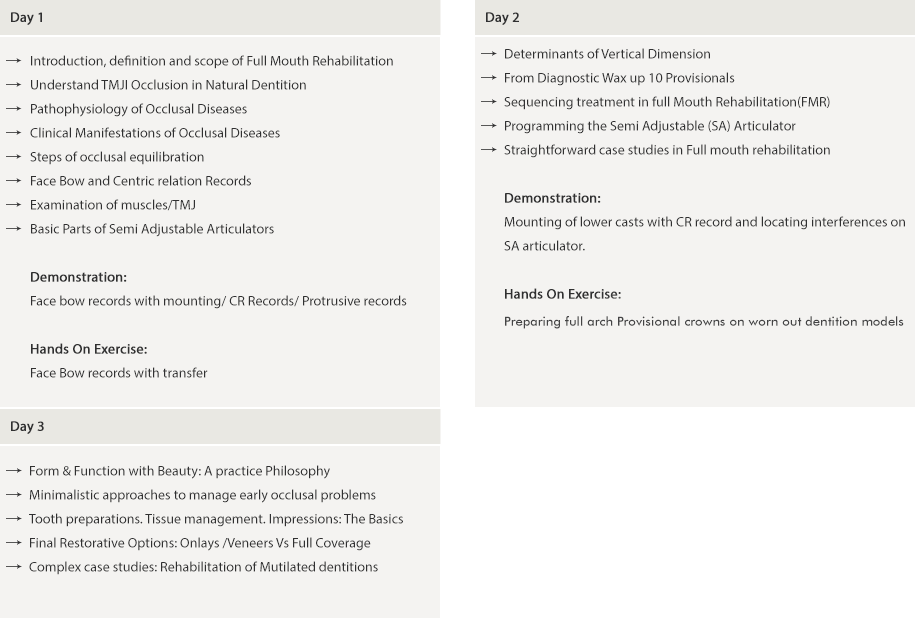 Day 1
→ Introduction, definition and scope of Full Mouth Rehabilitation
→ Understand TMJI Occlusion in Natural Dentition
→ Pathophysiology of Occlusal Diseases
→ Clinical Manifestations of Occlusal Diseases
→ Steps of occlusal equilibration
→ Face Bow and Centric relation Records
→ Examination of muscles/TMJ
→ Basic Parts of Semi Adjustable Articulators
Demonstration:
Face bow records with mounting/ CR Records/ Protrusive records
Hands On Exercise:
Face Bow records with transfer
Day 2
→ Determinants of Vertical Dimension
→ From Diagnostic Wax up 10 Provisionals
→ Sequencing treatment in full Mouth Rehabilitation(FMR)
→ Programming the Semi Adjustable (SA) Articulator
→ Straightforward case studies in Full mouth rehabilitation
Demonstration:
Mounting of lower casts with CR record and locating interferences on
SA articulator.
Hands On Exercise:
Preparing full arch Provisional crowns on worn out dentition models
Day 3
→ Form & Function with Beauty: A practice Philosophy
→ Minimalistic approaches to manage early occlusal problems
→ Tooth preparations. Tissue management. Impressions: The Basics
→ Final Restorative Options: Onlays /Veneers Vs Full Coverage
→ Complex case studies: Rehabilitation of Mutilated dentitions